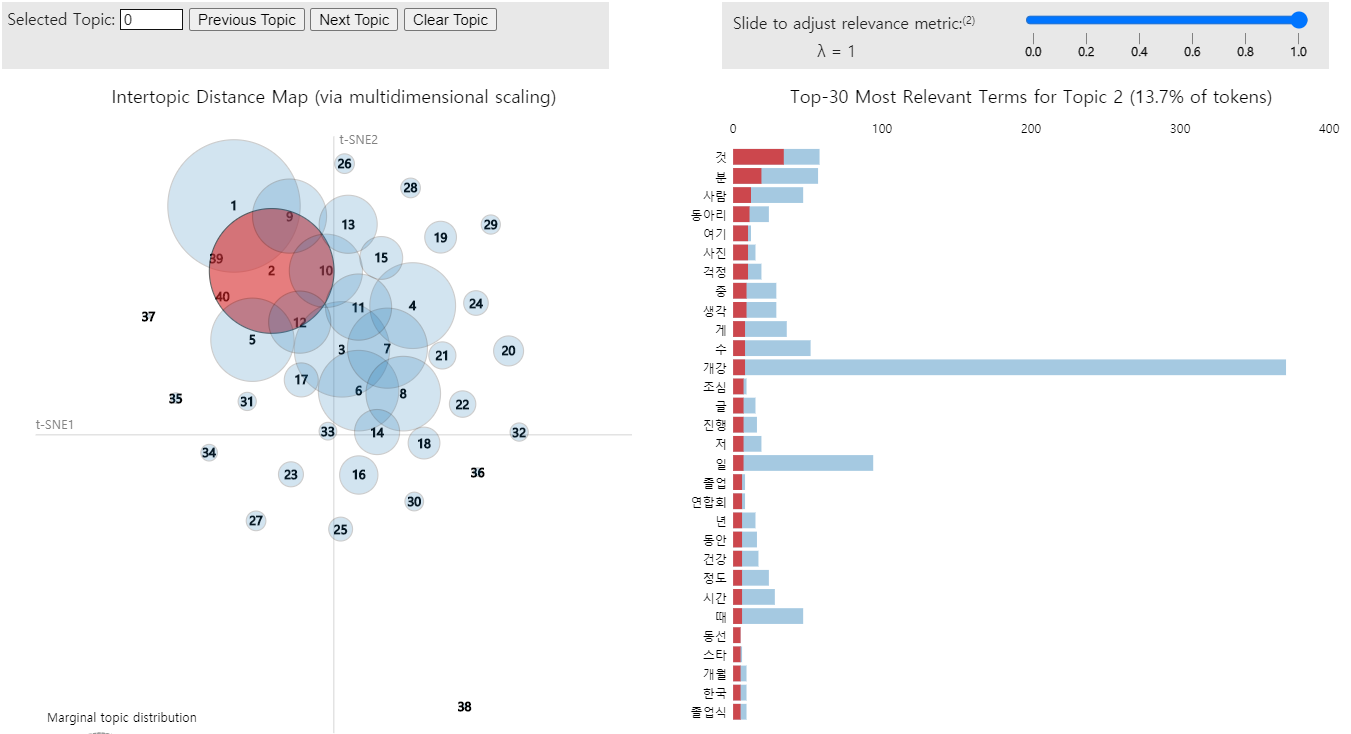 Selected Topic: 0 Previous Topic Next Topic Clear Topic
Slide to adjust relevance metric:(2)
λ = 1
0.0 0.2 0.4 0.6 0.8 1.0
Intertopic Distance Map (via multidimensional scaling)
t-SNE2
26
28
1
9
13
29
19
39
2
10
15
40
12
11
4
24
37
5
3
7
21
20
17
6
8
35
31
22
t-SNE1
33
14
18
32
34
23
16
36
30
27
25
38
Marginal topic distribution
Top-30 Most Relevant Terms for Topic 2 (13.7% of tokens)
0 100 200 300 400
것
분
사람
동아리
여기
사진
걱정
중
생각
게
수
개강
조심
글
진행
저
일
졸업
연합회
년
동안
건강
정도
시간
때
동선
스타
개월
한국
졸업식